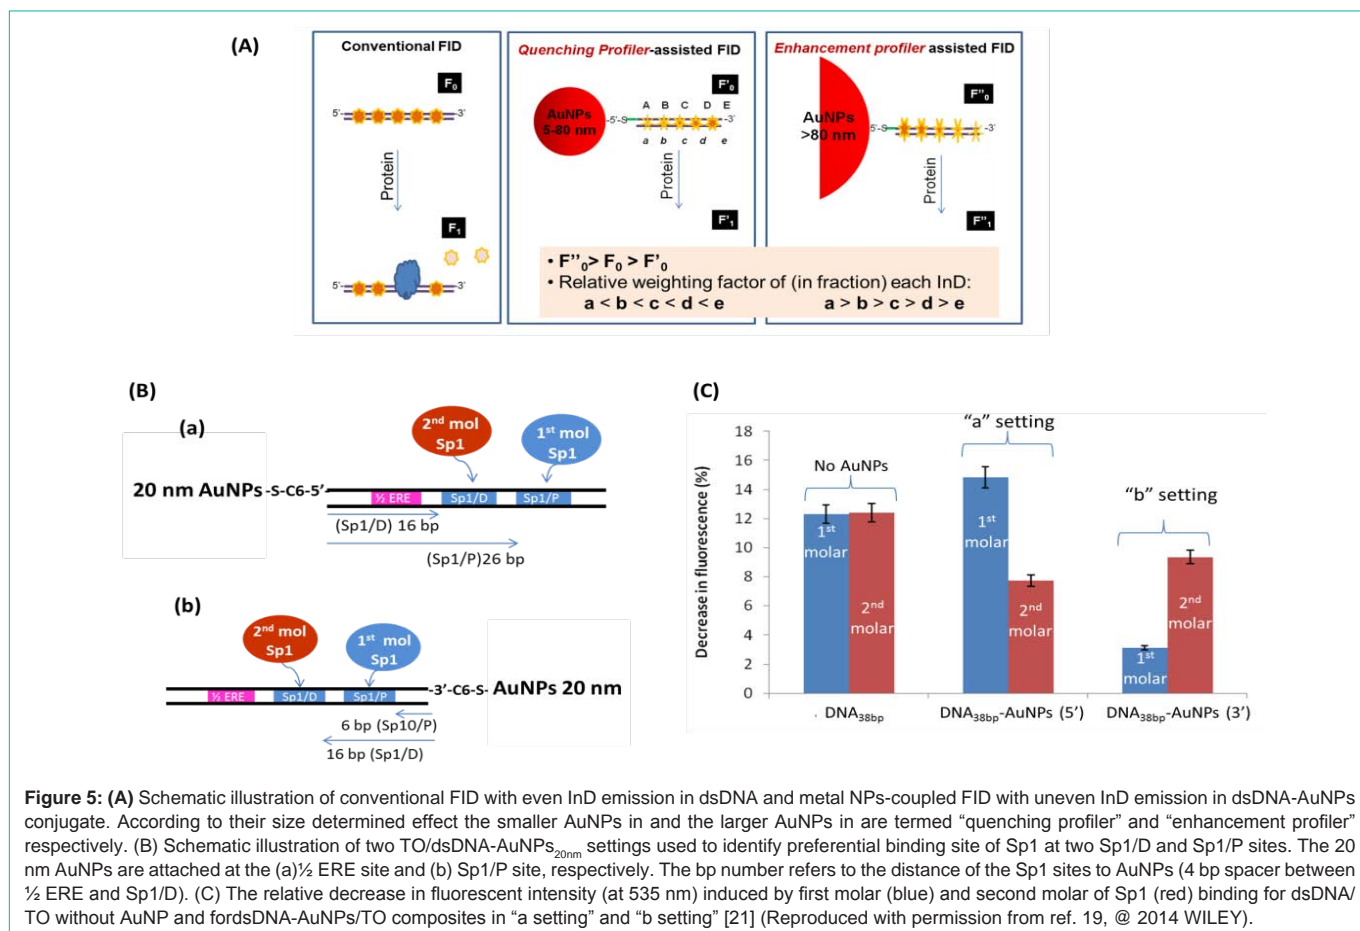 (A)
Conventional FID
F0
5'- -3'
Protein
F1
5'- -3'
Quenching Profiler-assisted FID
F'0
AuNPs
5-80 nm
-5'-S
A B C D E
-3'
a b c d e
Protein
F'1
Enhancement profiler assisted FID
F"0
AuNPs
>80 nm
5'-S
3'
Protein
F"1
• F"0> F0 > F'0
• Relative weighting factor of (in fraction) each InD:
a < b < c < d < e a > b > c > d > e
(B)
(a)
2nd mol
Sp1
1st mol
Sp1
20 nm AuNPs -S-C6-5'-
½ ERE Sp1/D Sp1/P
(Sp1/D) 16 bp
(Sp1/P)26 bp
(b)
2nd mol
Sp1
1st mol
Sp1
½ ERE Sp1/D Sp1/P
-3'-C6-S- AuNPs 20 nm
6 bp (Sp10/P)
16 bp (Sp1/D)
(C)
Decrease in fluorescence (%)
18
16
14
12
10
8
6
4
2
0
No AuNPs
"a" setting
"b" setting
1st
molar
2nd
molar
1st
molar
2nd
molar
1st
molar
2nd
molar
DNA38bp DNA38bp-AuNPs (5') DNA38bp-AuNPs (3')
Figure 5: (A) Schematic illustration of conventional FID with even InD emission in dsDNA and metal NPs-coupled FID with uneven InD emission in dsDNA-AuNPs
conjugate. According to their size determined effect the smaller AuNPs in and the larger AuNPs in are termed “quenching profiler” and “enhancement profiler”
respectively. (B) Schematic illustration of two TO/dsDNA-AuNPs20nm settings used to identify preferential binding site of Sp1 at two Sp1/D and Sp1/P sites. The 20
nm AuNPs are attached at the (a)½ ERE site and (b) Sp1/P site, respectively. The bp number refers to the distance of the Sp1 sites to AuNPs (4 bp spacer between
½ ERE and Sp1/D). (C) The relative decrease in fluorescent intensity (at 535 nm) induced by first molar (blue) and second molar of Sp1 (red) binding for dsDNA/
TO without AuNP and fordsDNA-AuNPs/TO composites in “a setting” and “b setting” [21] (Reproduced with permission from ref. 19, @ 2014 WILEY).